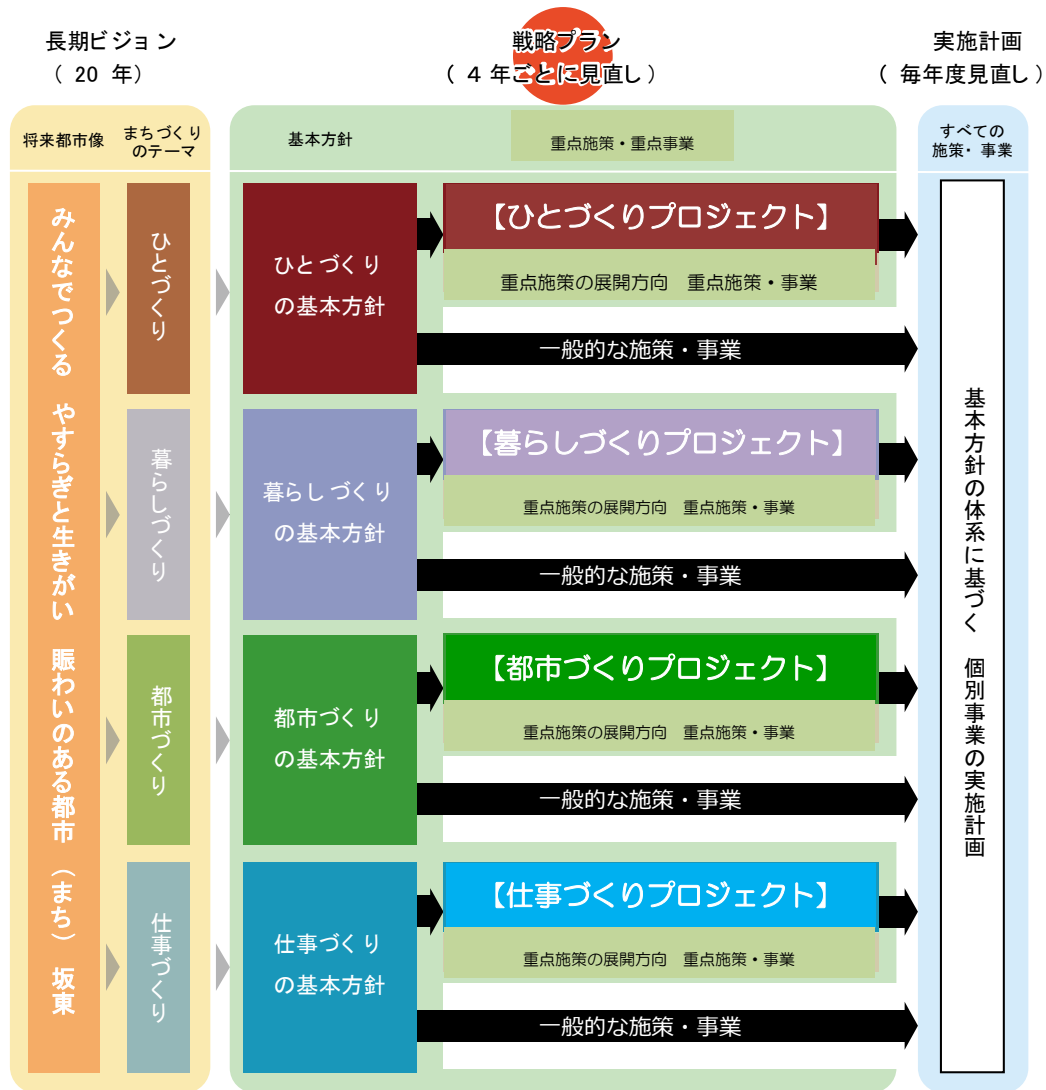 長期ビジョン
( 20 年)
戦略プラン
( 4 年ごとに見直し )
実施計画
( 毎年度見直し )
将来都市像
まちづくり
のテーマ
基本方針
重点施策・重点事業
すべての
施策・事業
みんなでつくる やすらぎと生きがい 賑わいのある都市 (まち) 坂東
ひとづくり
ひとづくり
の基本方針
【ひとづくりプロジェクト】
重点施策の展開方向 重点施策・事業
一般的な施策・事業
暮らしづくり
暮らしづくり
の基本方針
【暮らしづくりプロジェクト】
重点施策の展開方向 重点施策・事業
一般的な施策・事業
都市づくり
都市づくり
の基本方針
【都市づくりプロジェクト】
重点施策の展開方向 重点施策・事業
一般的な施策・事業
仕事づくり
仕事づくり
の基本方針
【仕事づくりプロジェクト】
重点施策の展開方向 重点施策・事業
一般的な施策・事業
基本方針の体系に基づく 個別事業の実施計画